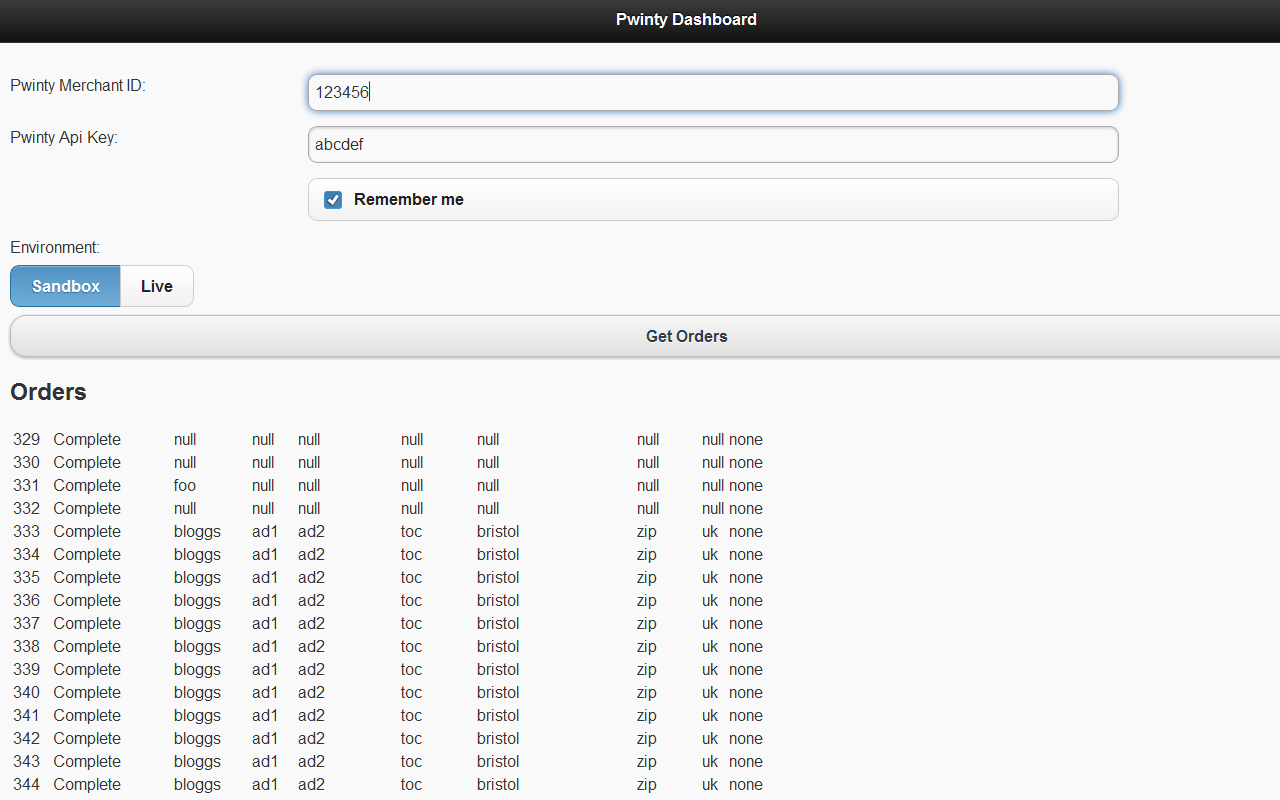 Pwinty Dashboard
Pwinty Merchant ID: 123456
Pwinty Api Key: abcdef
Remember me
Environment:
Sandbox Live
Get Orders
Orders
329 Complete null null null null null null null none
330 Complete null null null null null null null none
331 Complete foo null null null null null null none
332 Complete null null null null null null null none
333 Complete bloggs ad1 ad2 toc bristol zip uk none
334 Complete bloggs ad1 ad2 toc bristol zip uk none
335 Complete bloggs ad1 ad2 toc bristol zip uk none
336 Complete bloggs ad1 ad2 toc bristol zip uk none
337 Complete bloggs ad1 ad2 toc bristol zip uk none
338 Complete bloggs ad1 ad2 toc bristol zip uk none
339 Complete bloggs ad1 ad2 toc bristol zip uk none
340 Complete bloggs ad1 ad2 toc bristol zip uk none
341 Complete bloggs ad1 ad2 toc bristol zip uk none
342 Complete bloggs ad1 ad2 toc bristol zip uk none
343 Complete bloggs ad1 ad2 toc bristol zip uk none
344 Complete bloggs ad1 ad2 toc bristol zip uk none